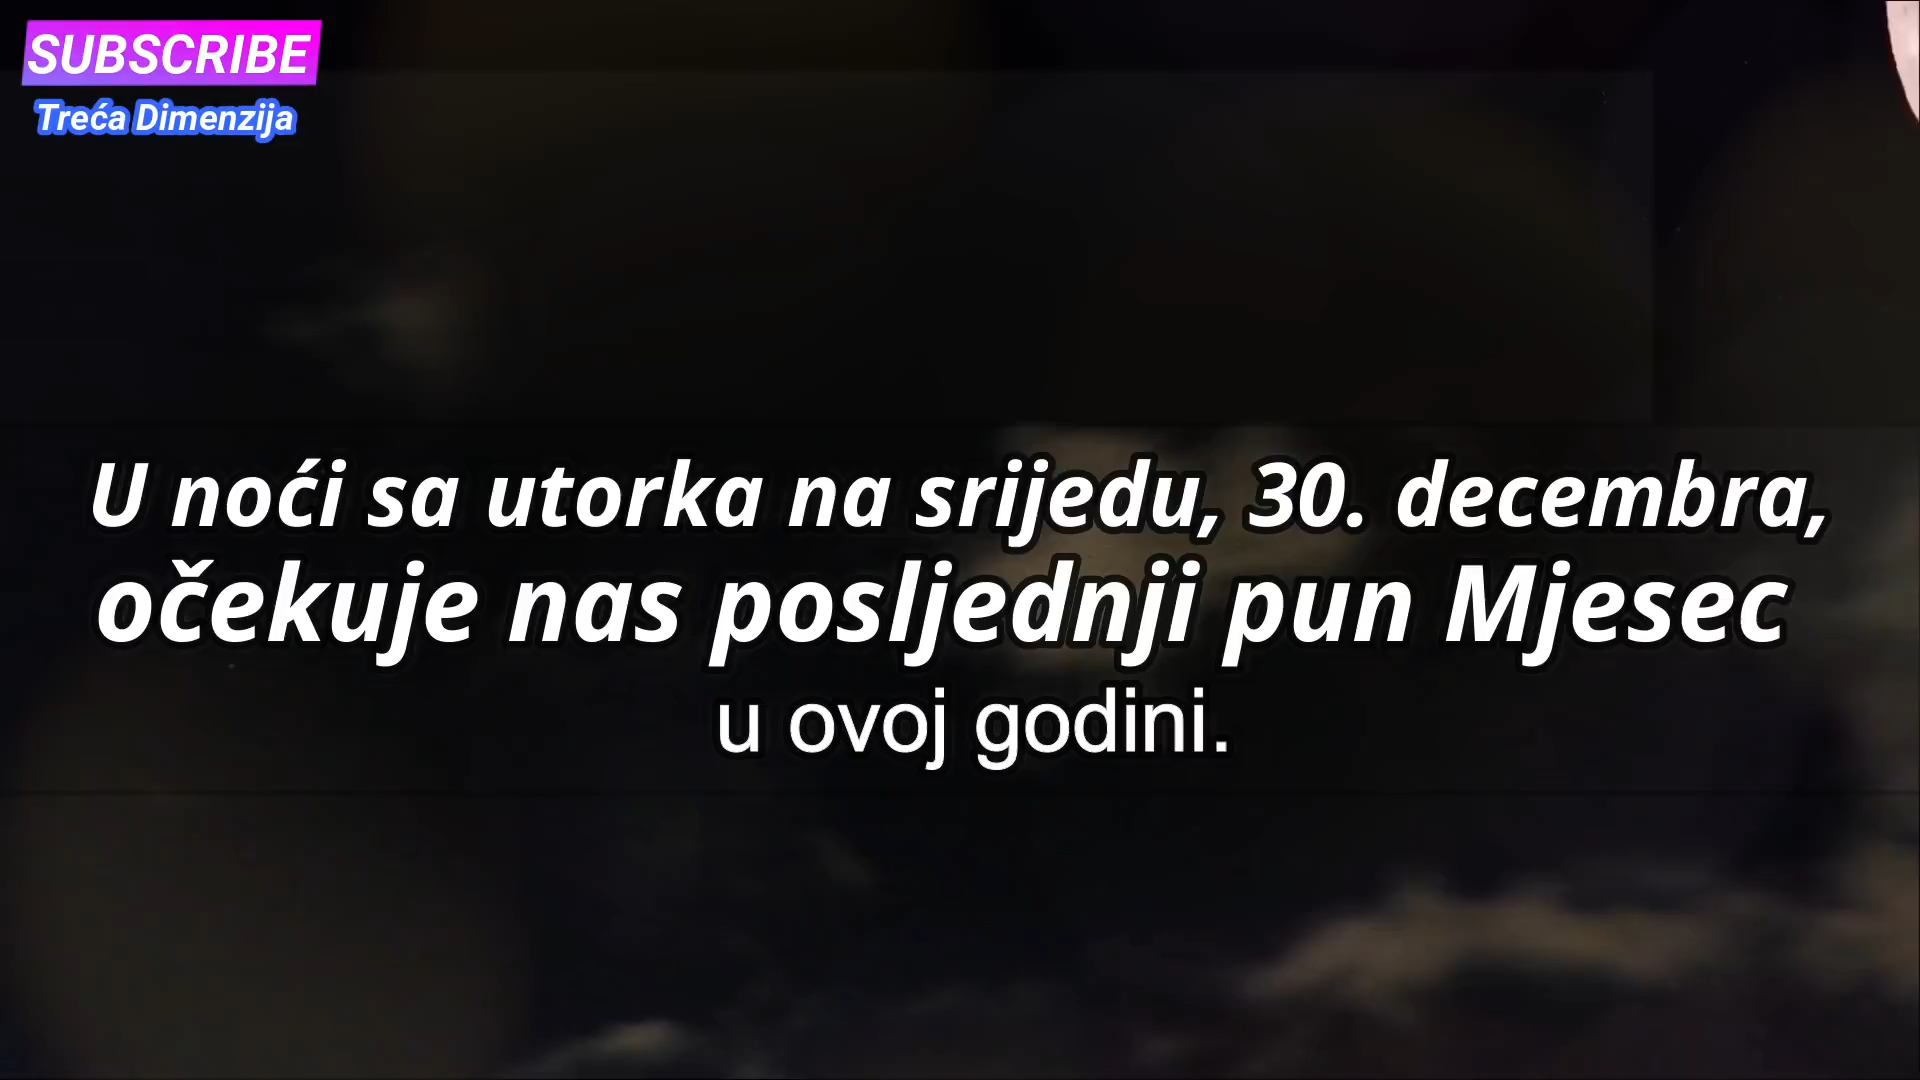 SUBSCRIBE
Treća Dimenzija
U noći sa utorka na srijedu, 30. decembra,
očekuje nas posljednji pun Mjesec
u ovoj godini.